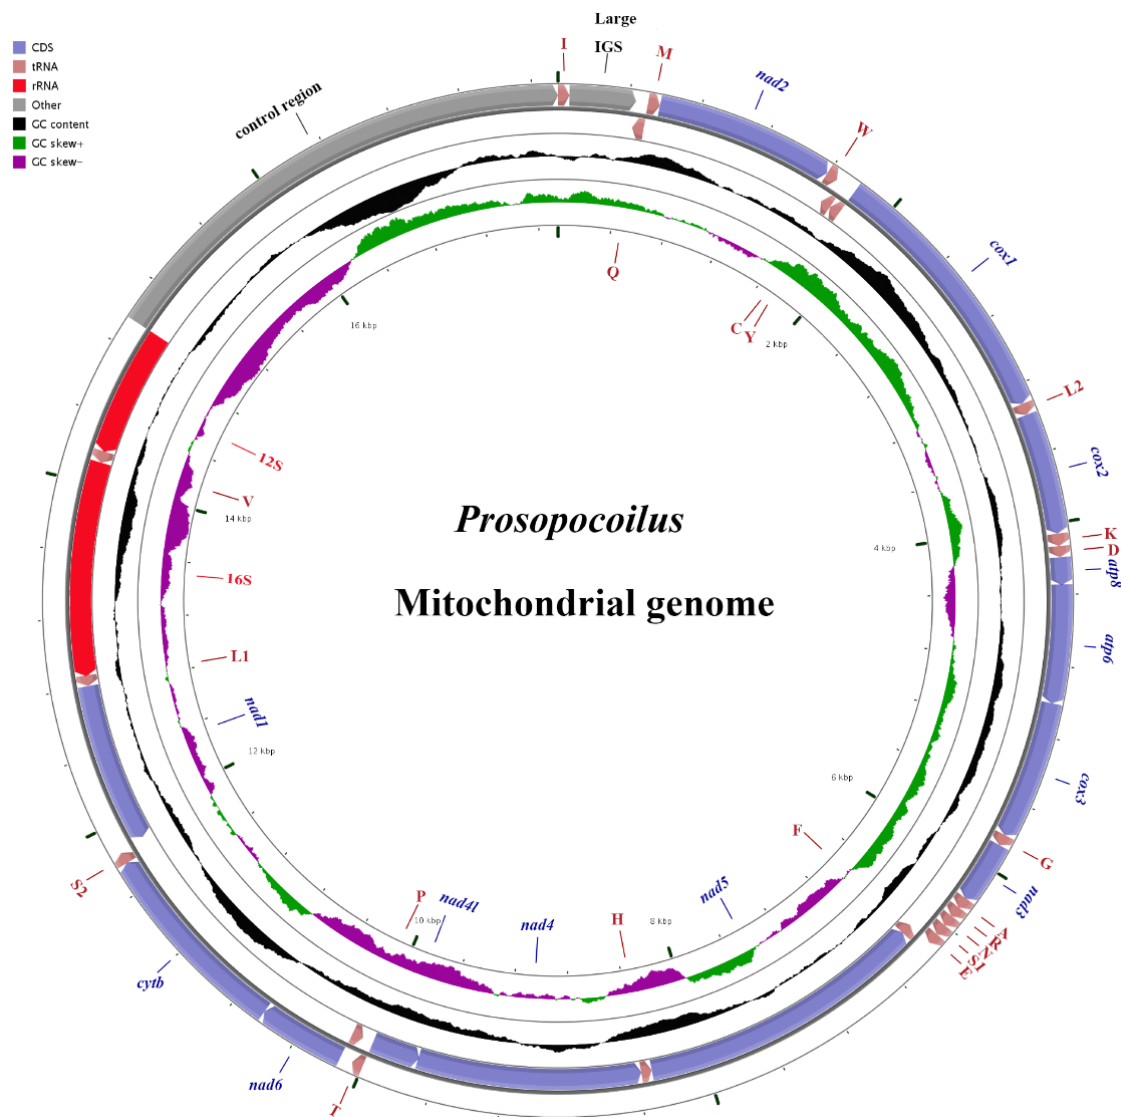 Large
IGS
I
M
nad2
W
CDS
tRNA
rRNA
Other
GC content
GC skew+
GC skew-
control region
cox1
Q
C
Y
2 kbp
16 kbp
L2
cox2
12S
V
14 kbp
Prosopocoilus
4 kbp
K
D
atp8
16S
Mitochondrial genome
atp6
L1
nad1
12 kbp
cox3
6 kbp
F
G
nad3
S2
P
nad4l
10 kbp
nad4
H
8 kbp
nad5
A
R
N
S
E
cytb
nad6
T